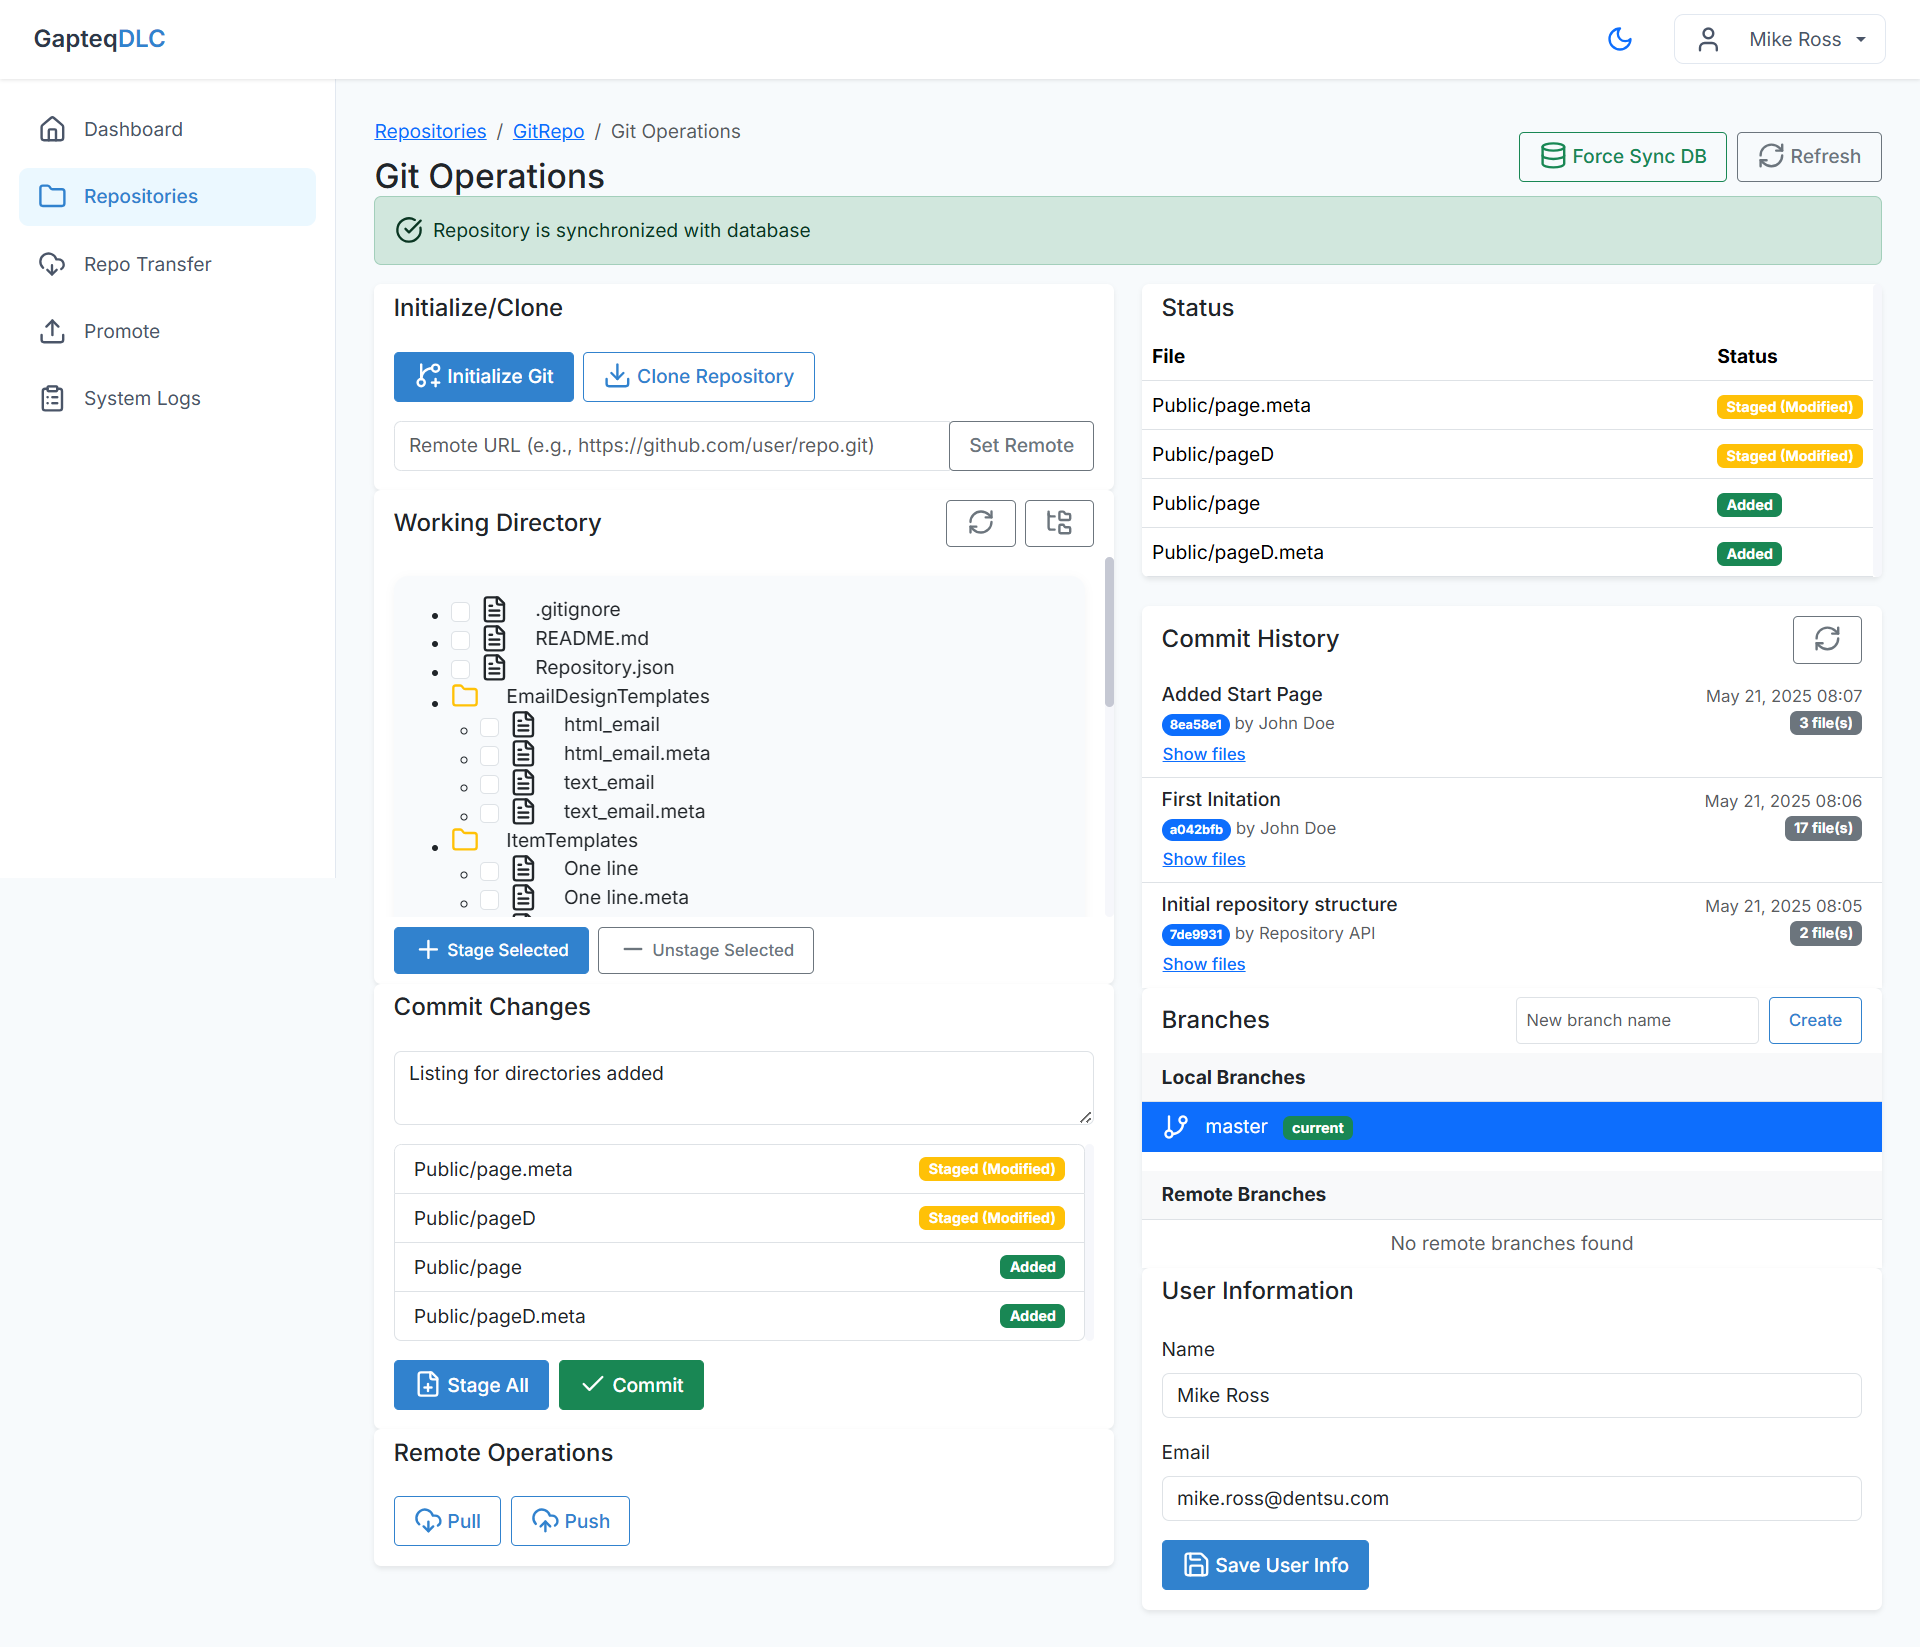 GapteqDLC
Mike Ross
Dashboard
Repositories
Repo Transfer
Promote
System Logs
Repositories / GitRepo / Git Operations
Git Operations
Force Sync DB
Refresh
Repository is synchronized with database
Initialize/Clone
Initialize Git
Clone Repository
Remote URL (e.g., https://github.com/user/repo.git)
Set Remote
Working Directory
.gitignore
README.md
Repository.json
EmailDesignTemplates
html_email
html_email.meta
text_email
text_email.meta
ItemTemplates
One line
One line.meta
Stage Selected
Unstage Selected
Commit Changes
Listing for directories added
Public/page.meta Staged (Modified)
Public/pageD Staged (Modified)
Public/page Added
Public/pageD.meta Added
Stage All
Commit
Remote Operations
Pull
Push
Status
File Status
Public/page.meta Staged (Modified)
Public/pageD Staged (Modified)
Public/page Added
Public/pageD.meta Added
Commit History
Added Start Page May 21, 2025 08:07
8ea58e1 by John Doe 3 file(s)
Show files
First Initation May 21, 2025 08:06
a042bfb by John Doe 17 file(s)
Show files
Initial repository structure May 21, 2025 08:05
7de9931 by Repository API 2 file(s)
Show files
Branches
New branch name
Create
Local Branches
master current
Remote Branches
No remote branches found
User Information
Name
Mike Ross
Email
mike.ross@dentsu.com
Save User Info